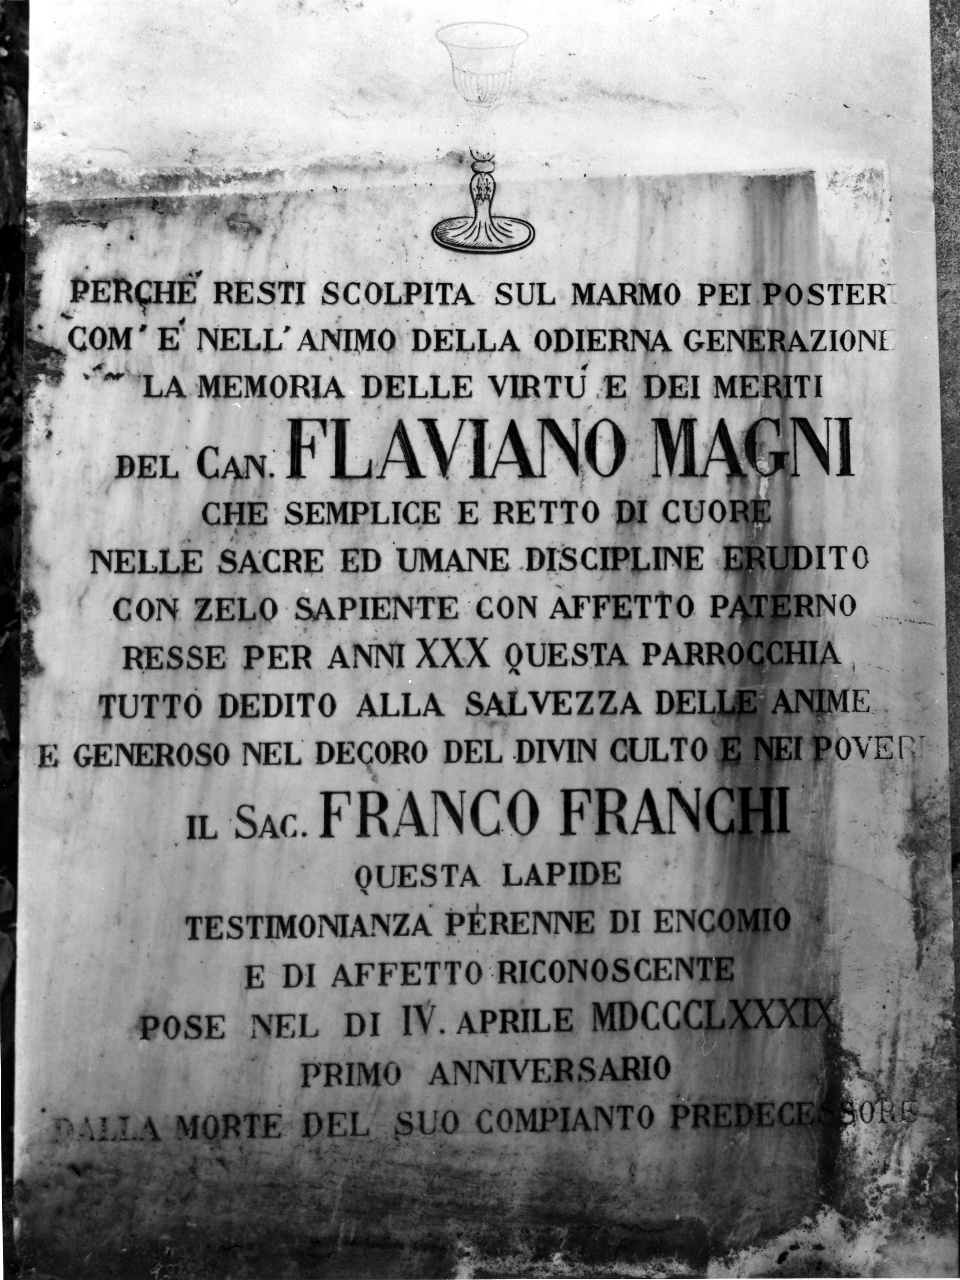 PERCHÉ RESTI SCOLPITA SUL MARMO PEI POSTERI
COM' É NELL' ANIMO DELLA ODIERNA GENERAZIONE
LA MEMORIA DELLE VIRTÚ E DEI MERITI
DEL CAN. FLAVIANO MAGNI
CHE SEMPLICE E RETTO DI CUORE
NELLE SACRE ED UMANE DISCIPLINE ERUDITO
CON ZELO SAPIENTE CON AFFETTO PATERNO
RESSE PER ANNI XXX QUESTA PARROCCHIA
TUTTO DEDITO ALLA SALVEZZA DELLE ANIME
E GENEROSO NEL DECORO DEL DIVIN CULTO E NEI POVERI
IL SAC. FRANCO FRANCHI
QUESTA LAPIDE
TESTIMONIANZA PERENNE DI ENCOMIO
E DI AFFETTO RICONOSCENTE
POSE NEL DI IV. APRILE MDCCCLXXXIX
PRIMO ANNIVERSARIO
DALLA MORTE DEL SUO COMPIANTO PREDECESSORE